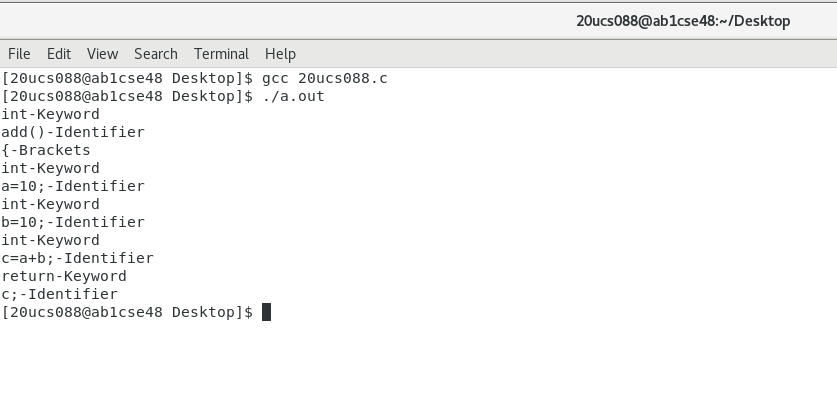 20ucs088@ab1cse48:~/Desktop
File Edit View Search Terminal Help
[20ucs088@ab1cse48 Desktop]$ gcc 20ucs088.c
[20ucs088@ab1cse48 Desktop]$ ./a.out
int-Keyword
add()-Identifier
{-Brackets
int-Keyword
a=10;-Identifier
int-Keyword
b=10;-Identifier
int-Keyword
c=a+b;-Identifier
return-Keyword
c;-Identifier
[20ucs088@ab1cse48 Desktop]$